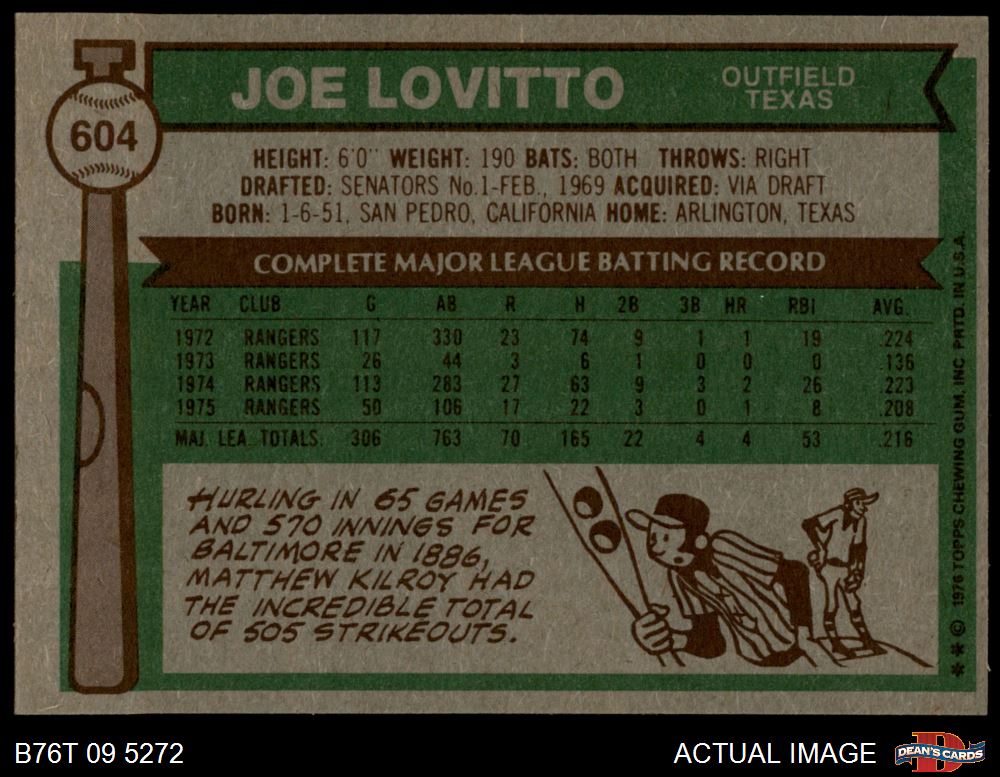 604
JOE LOVITTO
OUTFIELD
TEXAS
HEIGHT: 6'0" WEIGHT: 190 BATS: BOTH THROWS: RIGHT
DRAFTED: SENATORS No.1-FEB., 1969 ACQUIRED: VIA DRAFT
BORN: 1-6-51, SAN PEDRO, CALIFORNIA HOME: ARLINGTON, TEXAS
COMPLETE MAJOR LEAGUE BATTING RECORD
YEAR CLUB G AB R H 2B 3B HR RBI AVG.
1972 RANGERS 117 330 23 74 9 1 1 19 .224
1973 RANGERS 26 44 3 6 1 0 0 0 .136
1974 RANGERS 113 283 27 63 9 3 2 26 .223
1975 RANGERS 50 106 17 22 3 0 1 8 .208
MAJ. LEA. TOTALS. 306 763 70 165 22 4 4 53 .216
HURLING IN 65 GAMES
AND 570 INNINGS FOR
BALTIMORE IN 1886,
MATTHEW KILROY HAD
THE INCREDIBLE TOTAL
OF 505 STRIKEOUTS.
** © 1976 TOPPS CHEWING GUM, INC. PRTD. IN U.S.A.
B76T 09 5272
ACTUAL IMAGE
D
DEAN'S CARDS